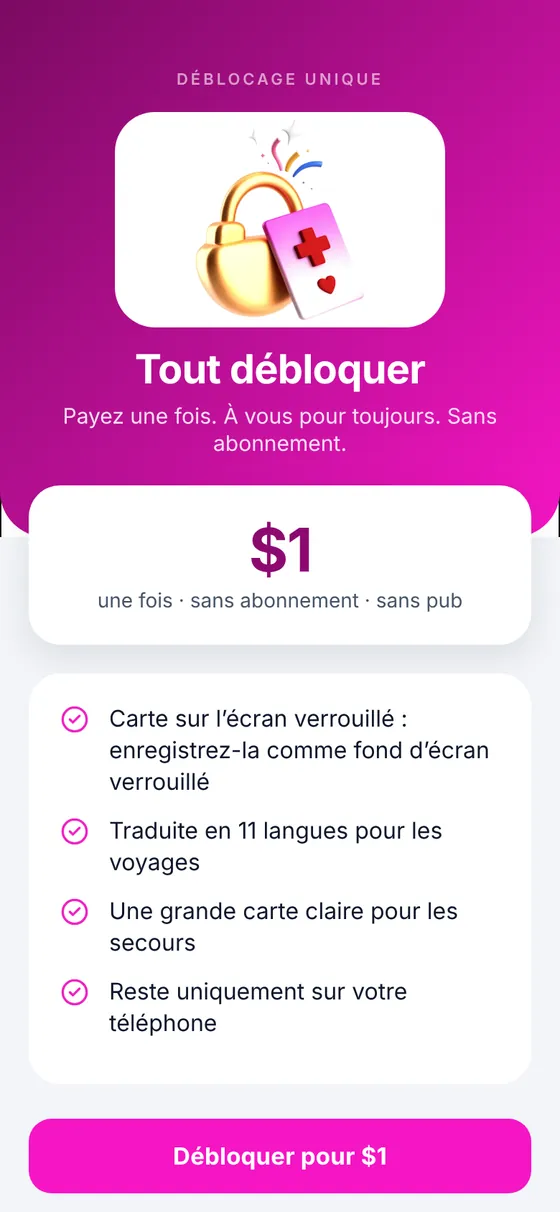 DÉBLOCAGE UNIQUE
Tout débloquer
Payez une fois. À vous pour toujours. Sans
abonnement.
$1
une fois · sans abonnement · sans pub
Carte sur l’écran verrouillé :
enregistrez-la comme fond d’écran
verrouillé
Traduite en 11 langues pour les
voyages
Une grande carte claire pour les
secours
Reste uniquement sur votre
téléphone
Débloquer pour $1